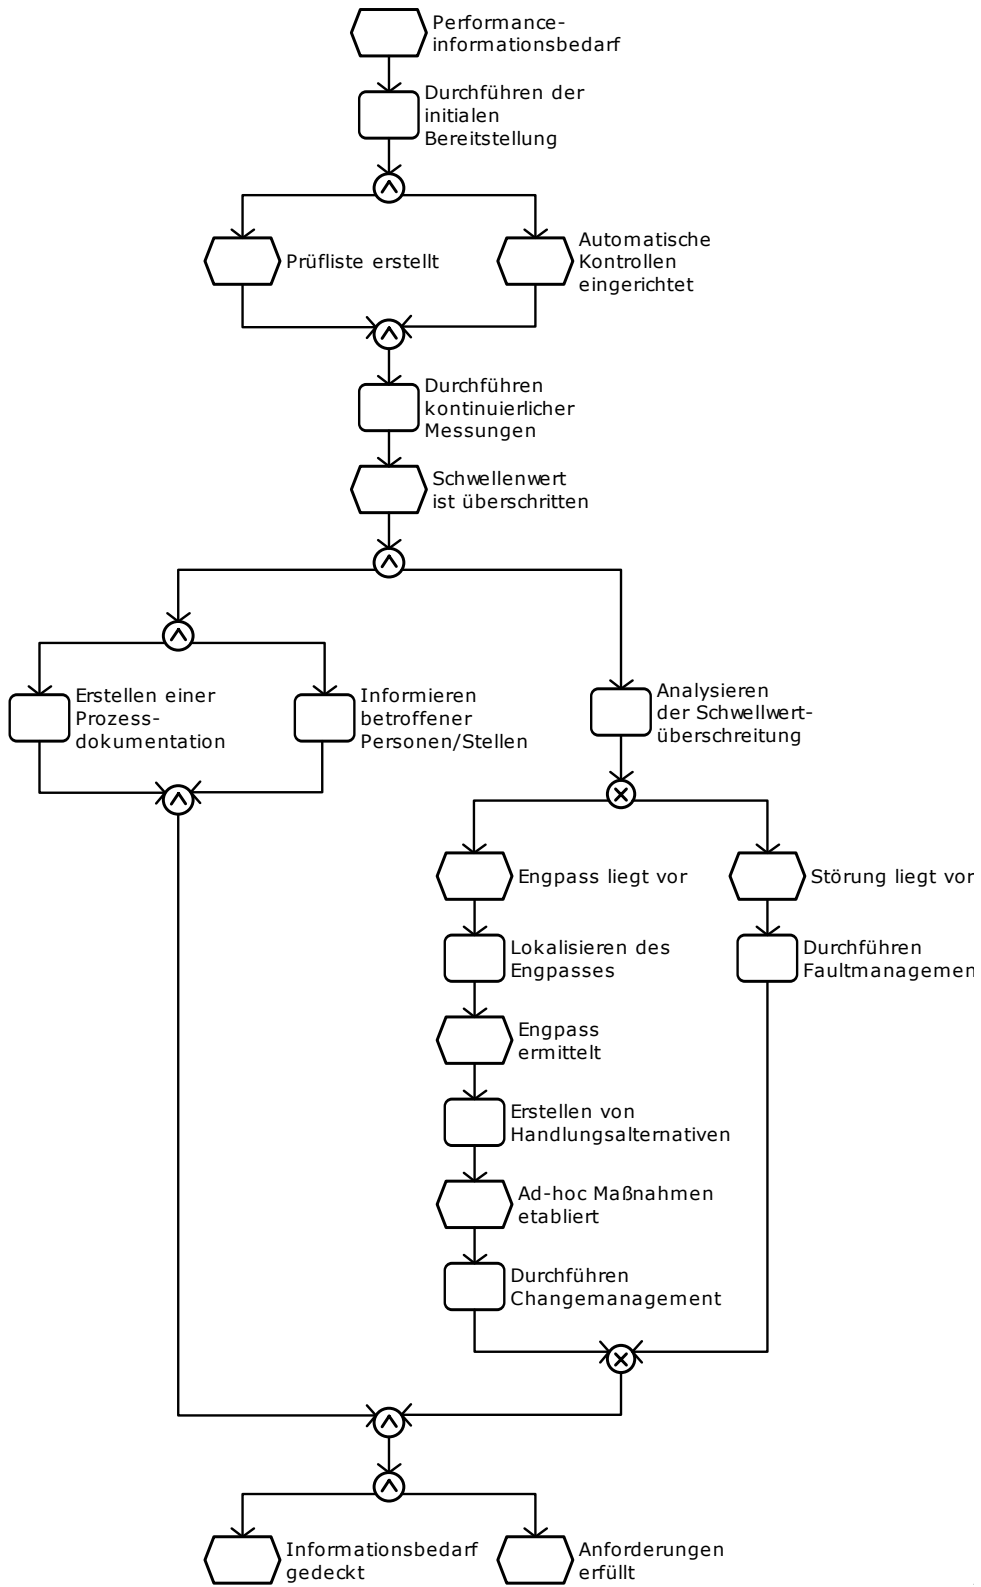 Performance-
informationsbedarf
Durchführen der
initialen
Bereitstellung
Prüfliste erstellt
Automatische
Kontrollen
eingerichtet
Durchführen
kontinuierlicher
Messungen
Schwellenwert
ist überschritten
Erstellen einer
Prozess-
dokumentation
Informieren
betroffener
Personen/Stellen
Analysieren
der Schwellwert-
überschreitung
Engpass liegt vor
Störung liegt vor
Lokalisieren des
Engpasses
Durchführen
Faultmanagemen
Engpass
ermittelt
Erstellen von
Handlungsalternativen
Ad-hoc Maßnahmen
etabliert
Durchführen
Changemanagement
Informationsbedarf
gedeckt
Anforderungen
erfüllt